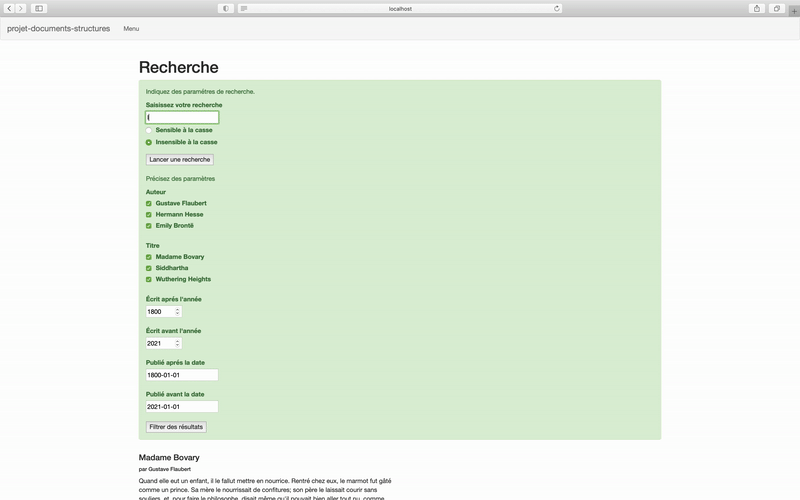 localhost
projet-documents-structures Menu
Recherche
Indiquez des paramètres de recherche.
Saisissez votre recherche
Sensible à la casse
Insensible à la casse
Lancer une recherche
Précisez des paramètres
Auteur
Gustave Flaubert
Hermann Hesse
Emily Brontë
Titre
Madame Bovary
Siddhartha
Wuthering Heights
Écrit après l'année
1800
Écrit avant l'année
2021
Publié après la date
1800-01-01
Publié avant la date
2021-01-01
Filtrer des résultats
Madame Bovary
par Gustave Flaubert
Quand elle eut un enfant, il le fallut mettre en nourrice. Rentré chez eux, le marmot fut gâté
comme un prince. Sa mère le nourrissait de confitures; son père le laissait courir sans
souliers, et, pour faire le philosophe, disait même qu'il pouvait bien aller tout nu, comme